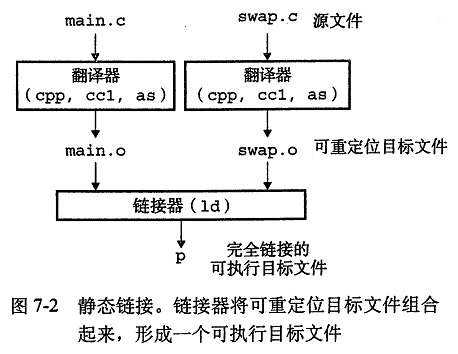 main.c swap.c 源文件
翻译器 翻译器
(cpp, cc1, as) (cpp, cc1, as)
main.o swap.o 可重定位目标文件
链接器 (ld)
p 完全链接的
可执行目标文件
图 7-2 静态链接。链接器将可重定位目标文件组合
起来，形成一个可执行目标文件